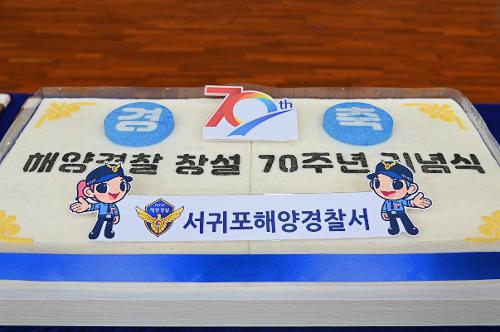 경 70th 축
해양경찰 창설 70주년 기념식
서귀포해양경찰서